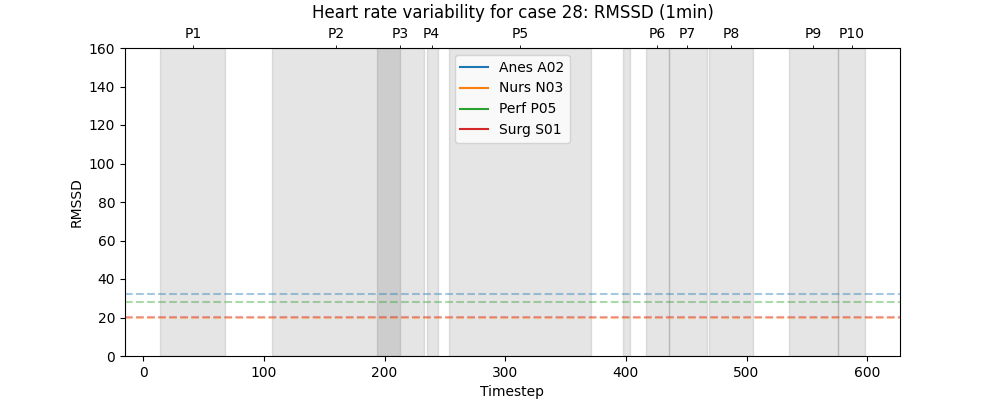 Heart rate variability for case 28: RMSSD (1min)
P1 P2 P3 P4 P5 P6 P7 P8 P9 P10
160
140
120
100
80
60
40
20
0
RMSSD
Anes A02
Nurs N03
Perf P05
Surg S01
0 100 200 300 400 500 600
Timestep